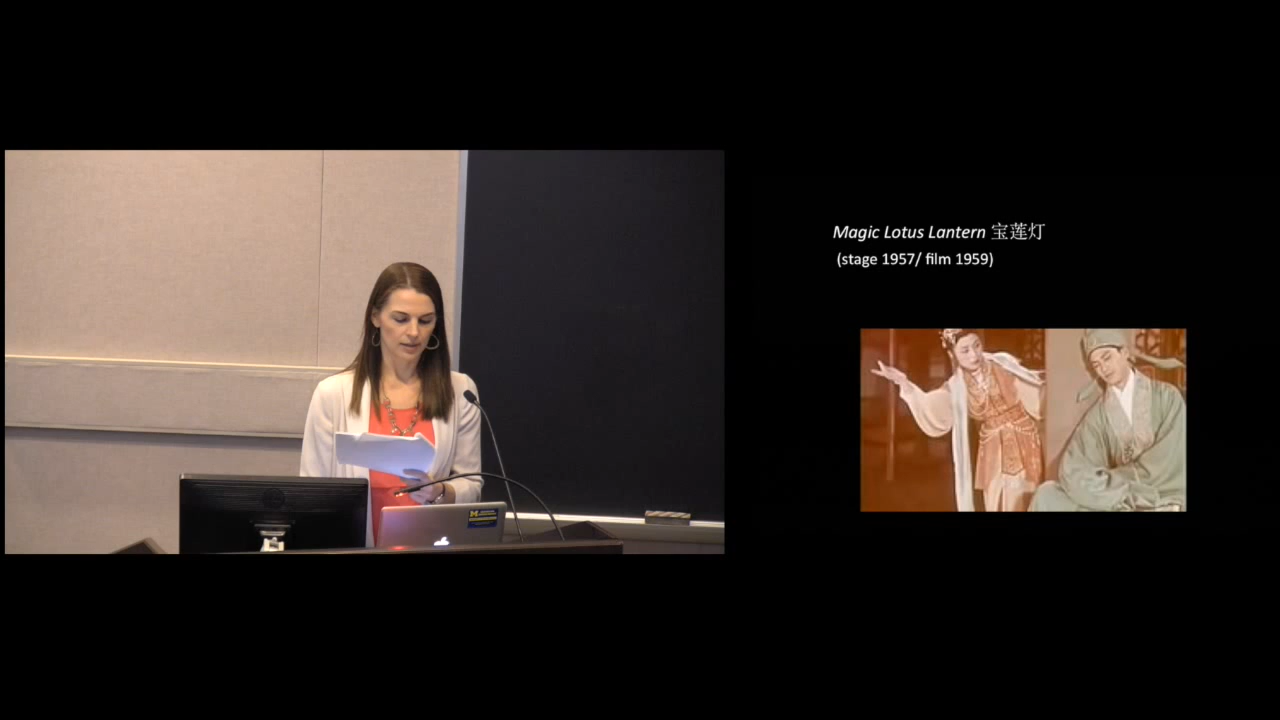 Magic Lotus Lantern 宝莲灯
(stage 1957/ film 1959)